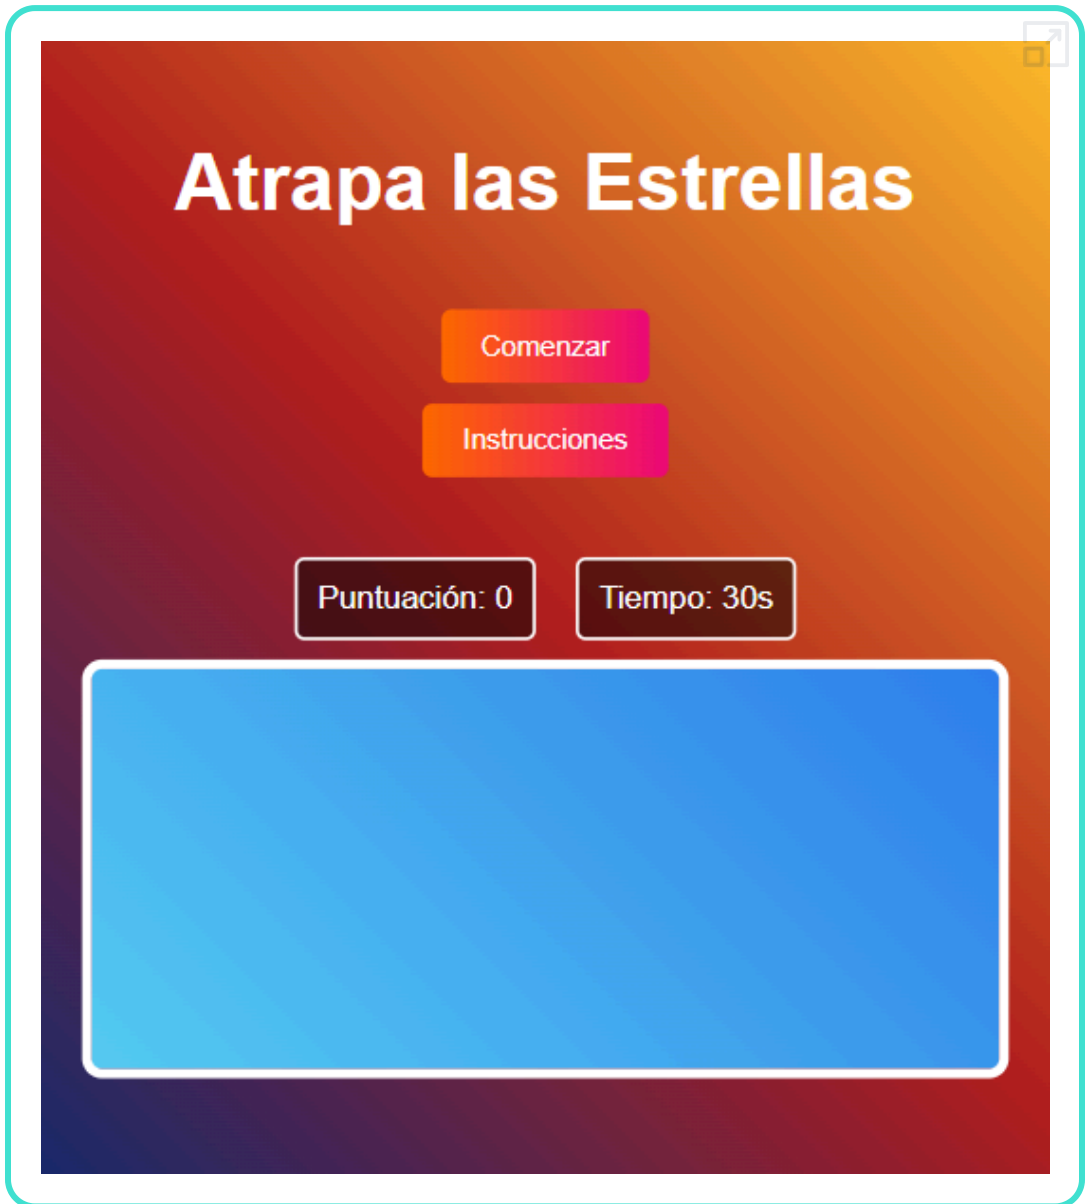 Atrapa las Estrellas
Comenzar
Instrucciones
Puntuación: 0 Tiempo: 30s